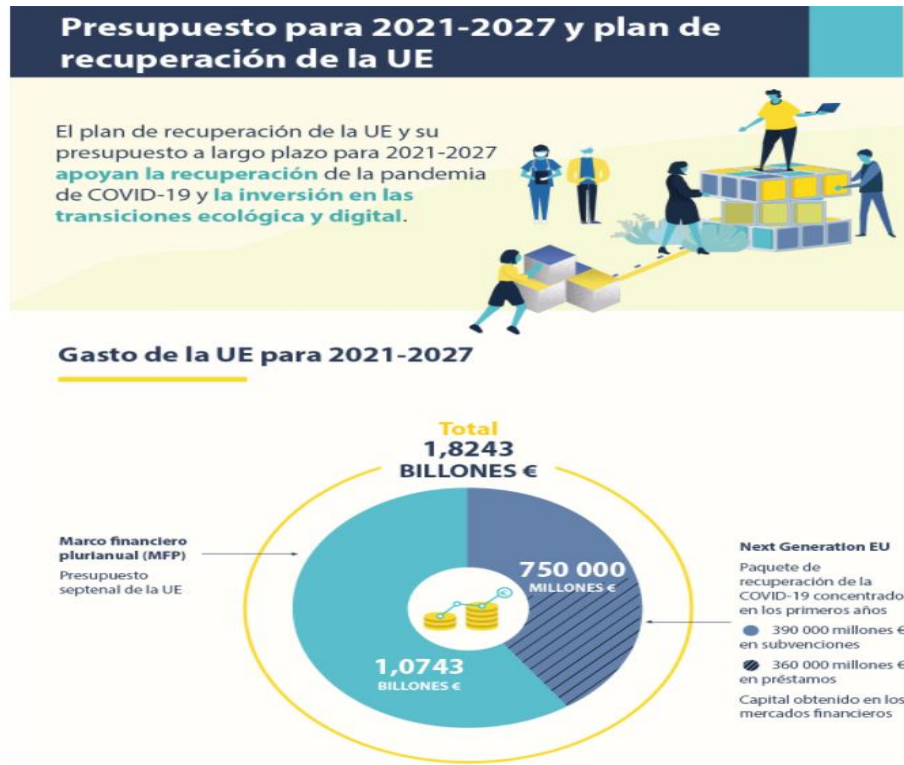 Presupuesto para 2021-2027 y plan de
recuperación de la UE
El plan de recuperación de la UE y su
presupuesto a largo plazo para 2021-2027
apoyan la recuperación de la pandemia
de COVID-19 y la inversión en las
transiciones ecológica y digital.
Gasto de la UE para 2021-2027
Total
1,8243
BILLONES €
Marco financiero
plurianual (MFP)
Presupuesto
septenal de la UE
750 000
MILLONES €
1,0743
BILLONES €
Next Generation EU
Paquete de
recuperación de la
COVID-19 concentrado
en los primeros años
390 000 millones €
en subvenciones
360 000 millones €
en préstamos
Capital obtenido en los
mercados financieros